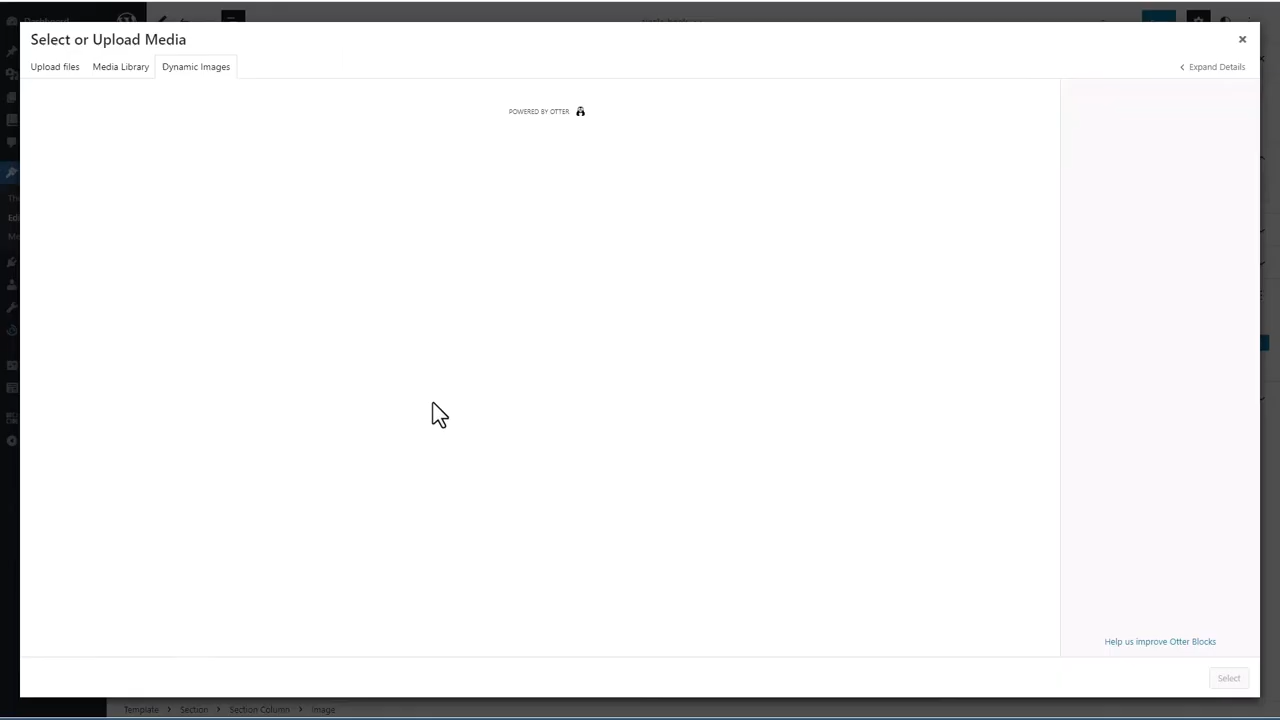 Select or Upload Media
Upload files
Media Library
Dynamic Images
Expand Details
POWERED BY OTTER
Help us improve Otter Blocks
Select
Template
Section
Section Column
Image